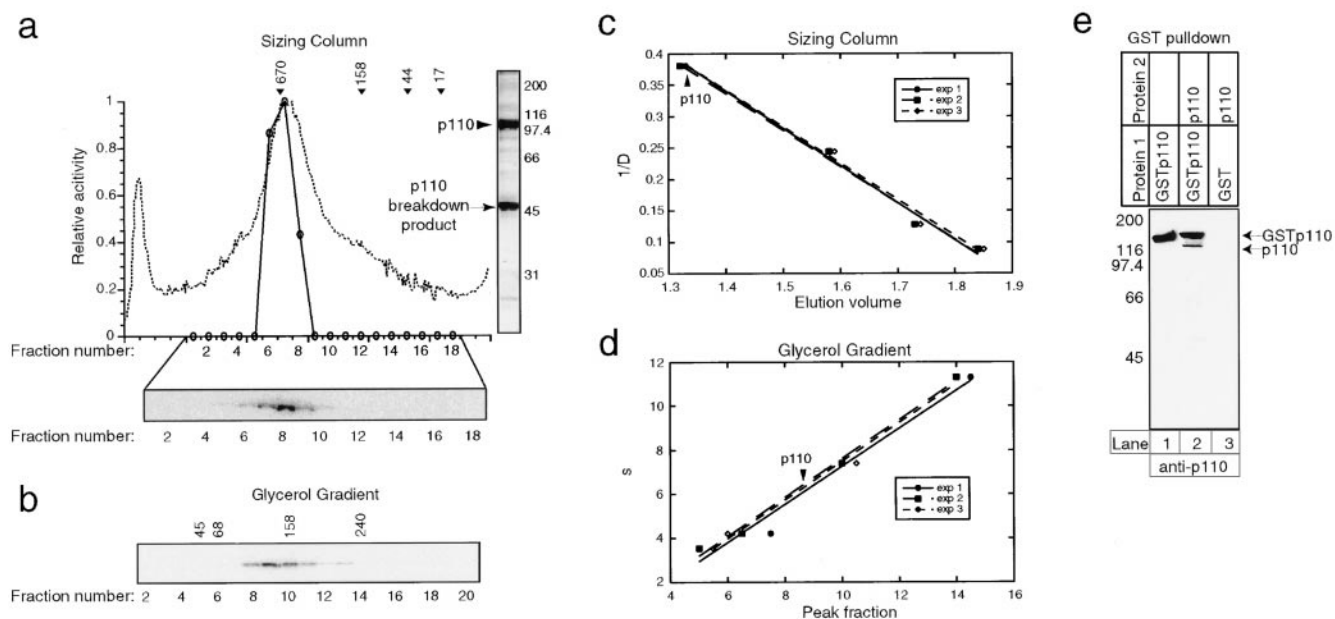 a
Sizing Column
670
158
44
17
Relative acitivity
1
0.8
0.6
0.4
0.2
0
p110
p110
breakdown
product
200
116
97.4
66
45
31
Fraction number: 2 4 6 8 10 12 14 16 18
Fraction number: 2 4 6 8 10 12 14 16 18
b
Glycerol Gradient
45
68
158
240
Fraction number: 2 4 6 8 10 12 14 16 18 20
c
Sizing Column
1/D
0.4
0.35
0.3
0.25
0.2
0.15
0.1
0.05
p110
exp 1
exp 2
exp 3
1.3 1.4 1.5 1.6 1.7 1.8 1.9
Elution volume
d
Glycerol Gradient
s
12
10
8
6
4
2
p110
exp 1
exp 2
exp 3
4 6 8 10 12 14 16
Peak fraction
e
GST pulldown
Protein 2
p110
p110
Protein 1
GSTp110
GSTp110
GST
200
116
97.4
66
45
GSTp110
p110
Lane 1 2 3
anti-p110